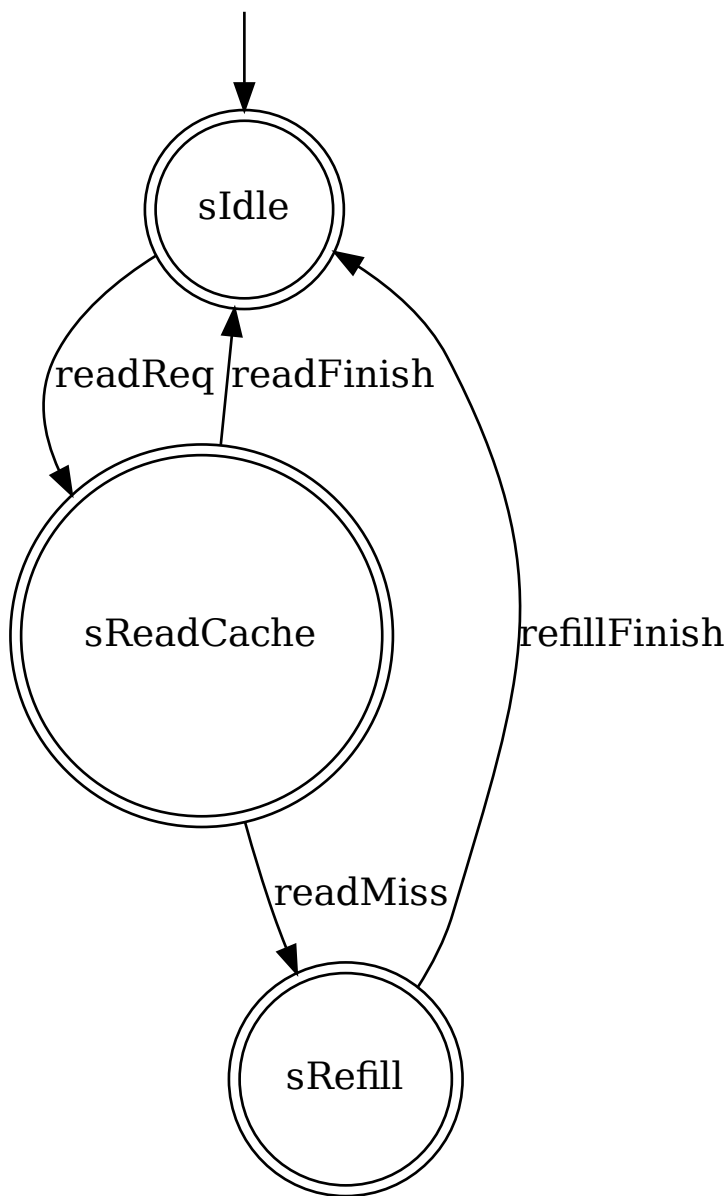 sIdle
readReq
readFinish
sReadCache
refillFinish
readMiss
sRefill